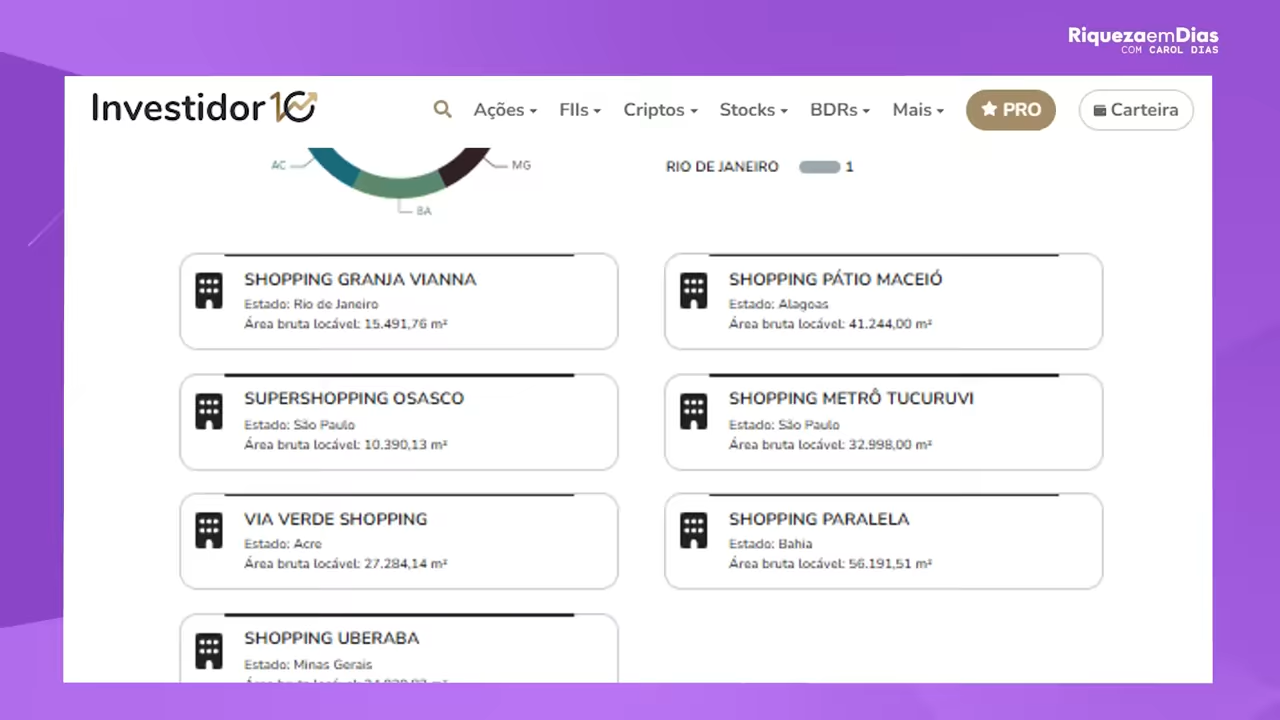 RiquezaemDias
COM CAROL DIAS
Investidor10
Ações
FIIs
Criptos
Stocks
BDRs
Mais
PRO
Carteira
AC
MG
BA
RIO DE JANEIRO 1
SHOPPING GRANJA VIANNA
Estado: Rio de Janeiro
Área bruta locável: 15.491,76 m²
SHOPPING PÁTIO MACEIÓ
Estado: Alagoas
Área bruta locável: 41.244,00 m²
SUPERSHOPPING OSASCO
Estado: São Paulo
Área bruta locável: 10.390,13 m²
SHOPPING METRÔ TUCURUVI
Estado: São Paulo
Área bruta locável: 32.998,00 m²
VIA VERDE SHOPPING
Estado: Acre
Área bruta locável: 27.284,14 m²
SHOPPING PARALELA
Estado: Bahia
Área bruta locável: 56.191,51 m²
SHOPPING UBERABA
Estado: Minas Gerais
Área bruta locável: